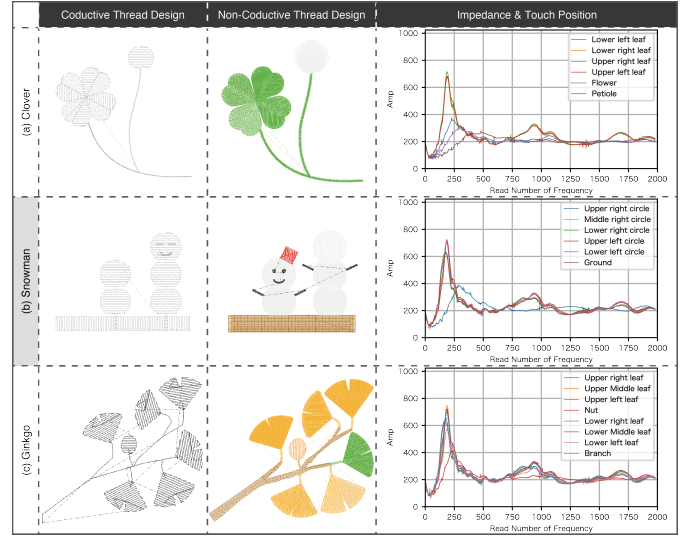 Coductive Thread Design
Non-Coductive Thread Design
Impedance & Touch Position
(a) Clover
1000
800
600
400
200
0
Amp
0 250 500 750 1000 1250 1500 1750 2000
Read Number of Frequency
Lower left leaf
Lower right leaf
Upper right leaf
Upper left leaf
Flower
Petiole
(b) Snowman
1000
800
600
400
200
0
Amp
0 250 500 750 1000 1250 1500 1750 2000
Read Number of Frequency
Upper right circle
Middle right circle
Lower right circle
Upper left circle
Lower left circle
Ground
(c) Ginkgo
1000
800
600
400
200
0
Amp
0 250 500 750 1000 1250 1500 1750 2000
Read Number of Frequency
Upper right leaf
Upper Middle leaf
Upper left leaf
Nut
Lower right leaf
Lower Middle leaf
Lower left leaf
Branch